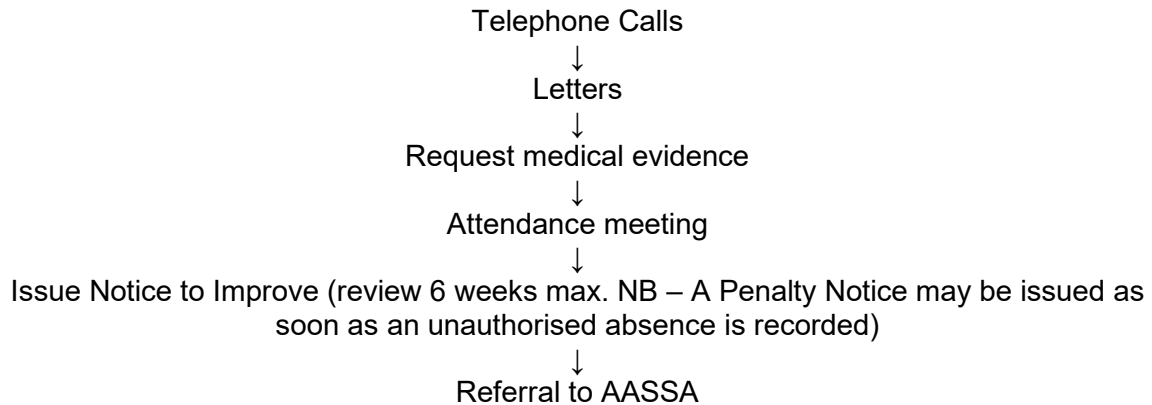 Telephone Calls
↓
Letters
↓
Request medical evidence
↓
Attendance meeting
↓
Issue Notice to Improve (review 6 weeks max. NB – A Penalty Notice may be issued as
soon as an unauthorised absence is recorded)
↓
Referral to AASSA